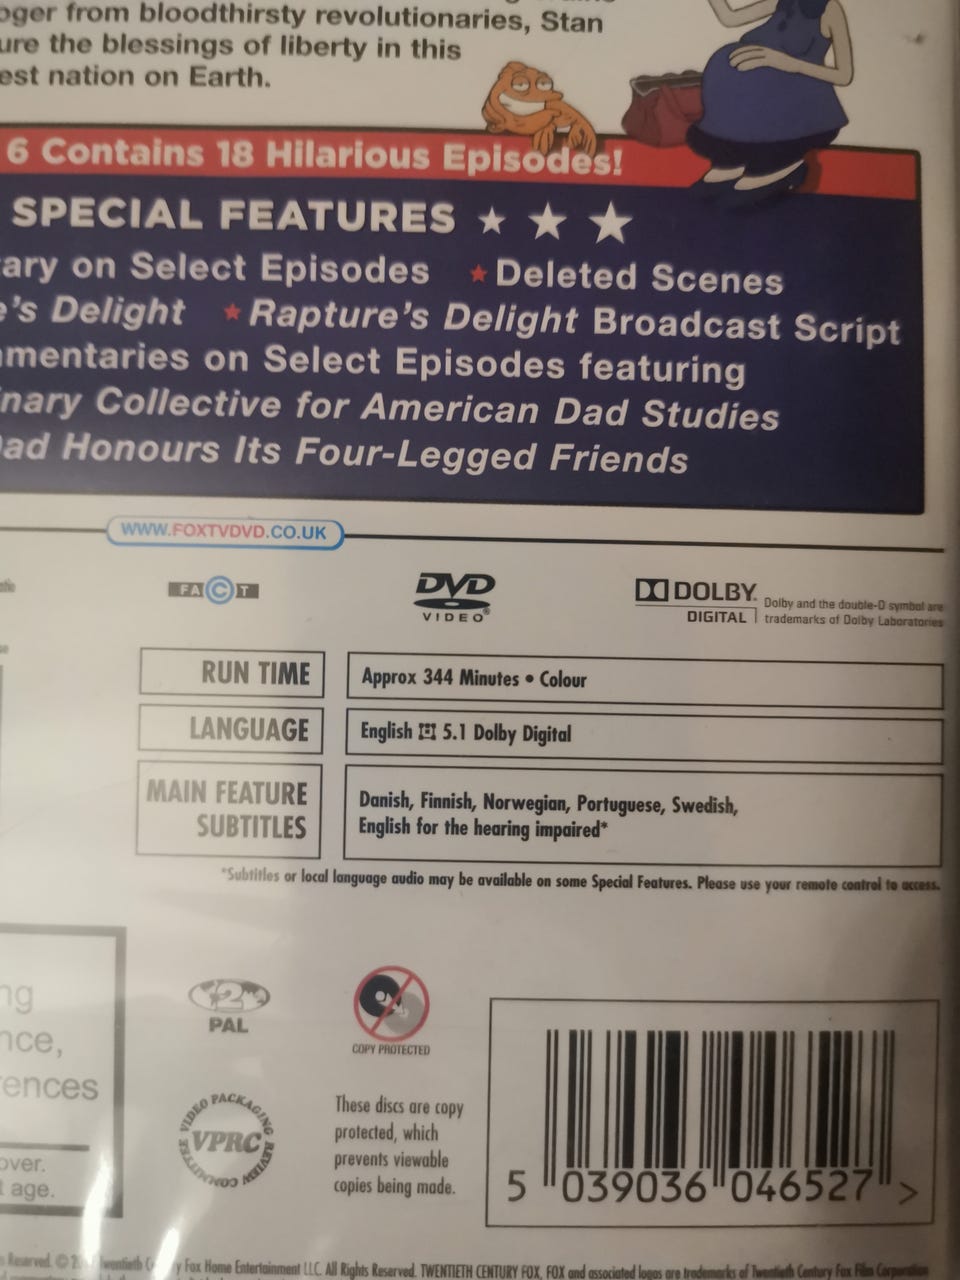 oger from bloodthirsty revolutionaries, Stan
ure the blessings of liberty in this
est nation on Earth.
6 Contains 18 Hilarious Episodes!
SPECIAL FEATURES
ary on Select Episodes ★ Deleted Scenes
e's Delight ★ Rapture's Delight Broadcast Script
mmentaries on Select Episodes featuring
nary Collective for American Dad Studies
Dad Honours Its Four-Legged Friends
WWW.FOXTVDVD.CO.UK
FACT
DVD
VIDEO
DOLBY
DIGITAL
Dolby and the double-D symbol are
trademarks of Dolby Laboratories
RUN TIME
Approx 344 Minutes • Colour
LANGUAGE
English 5.1 Dolby Digital
MAIN FEATURE
SUBTITLES
Danish, Finnish, Norwegian, Portuguese, Swedish,
English for the hearing impaired*
*Subtitles or local language audio may be available on some Special Features. Please use your remote control to access.
ng
nce,
rences
over.
t age.
2
PAL
COPY PROTECTED
VIDEO PACKAGING REVIEW COMMITTEE
VPRC
These discs are copy
protected, which
prevents viewable
copies being made.
5 039036 046527 >
Reserved. © Twentieth Fox Home Entertainment LLC. All Rights Reserved. TWENTIETH CENTURY FOX, FOX and associated logos are trademarks of Twentieth Century Fox Film Corporation